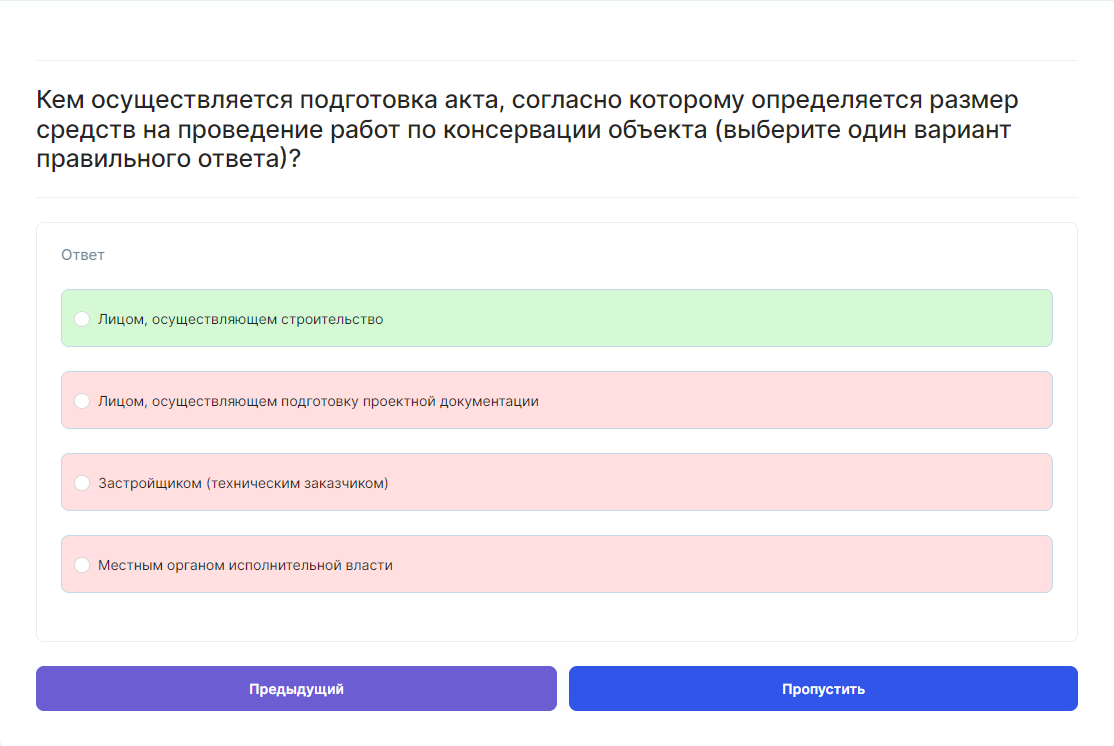 Кем осуществляется подготовка акта, согласно которому определяется размер
средств на проведение работ по консервации объекта (выберите один вариант
правильного ответа)?
Ответ
Лицом, осуществляющем строительство
Лицом, осуществляющем подготовку проектной документации
Застройщиком (техническим заказчиком)
Местным органом исполнительной власти
Предыдущий
Пропустить